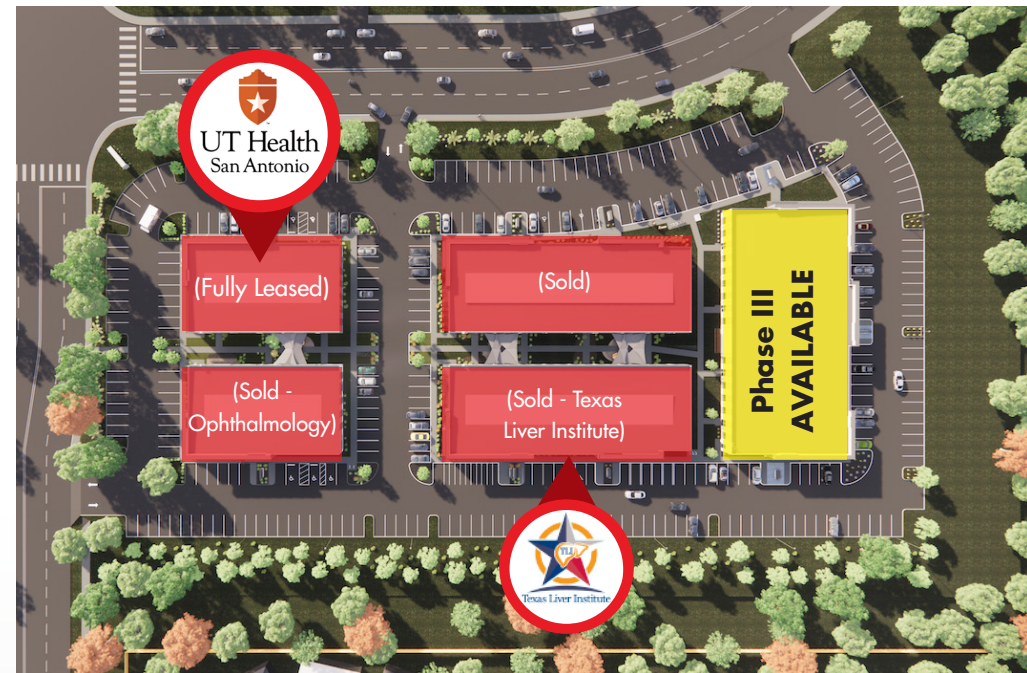 UT Health
San Antonio
(Fully Leased)
(Sold)
Phase III
AVAILABLE
(Sold -
Ophthalmology)
(Sold - Texas
Liver Institute)
TLI
Texas Liver Institute